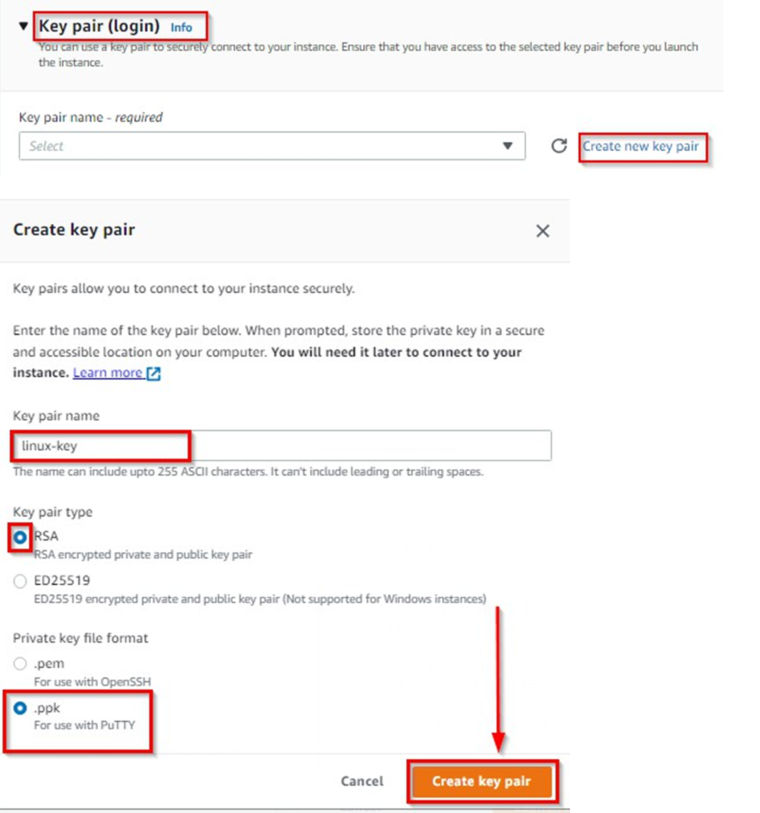 Key pair (login) Info
You can use a key pair to securely connect to your instance. Ensure that you have access to the selected key pair before you launch
the instance.
Key pair name - required
Select
Create new key pair
Create key pair
Key pairs allow you to connect to your instance securely.
Enter the name of the key pair below. When prompted, store the private key in a secure
and accessible location on your computer. You will need it later to connect to your
instance. Learn more
Key pair name
linux-key
The name can include upto 255 ASCII characters. It can't include leading or trailing spaces.
Key pair type
RSA
RSA encrypted private and public key pair
ED25519
ED25519 encrypted private and public key pair (Not supported for Windows instances)
Private key file format
.pem
For use with OpenSSH
.ppk
For use with PuTTY
Cancel
Create key pair